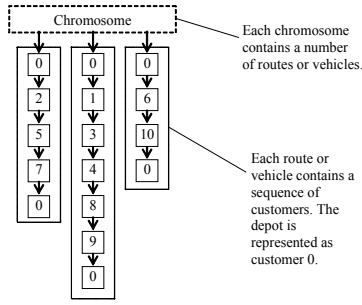 Chromosome
Each chromosome
contains a number
of routes or vehicles.
0 0 0
2 1 6
5 3 10
7 4 0
0 8
9
0
Each route or
vehicle contains a
sequence of
customers. The
depot is
represented as
customer 0.